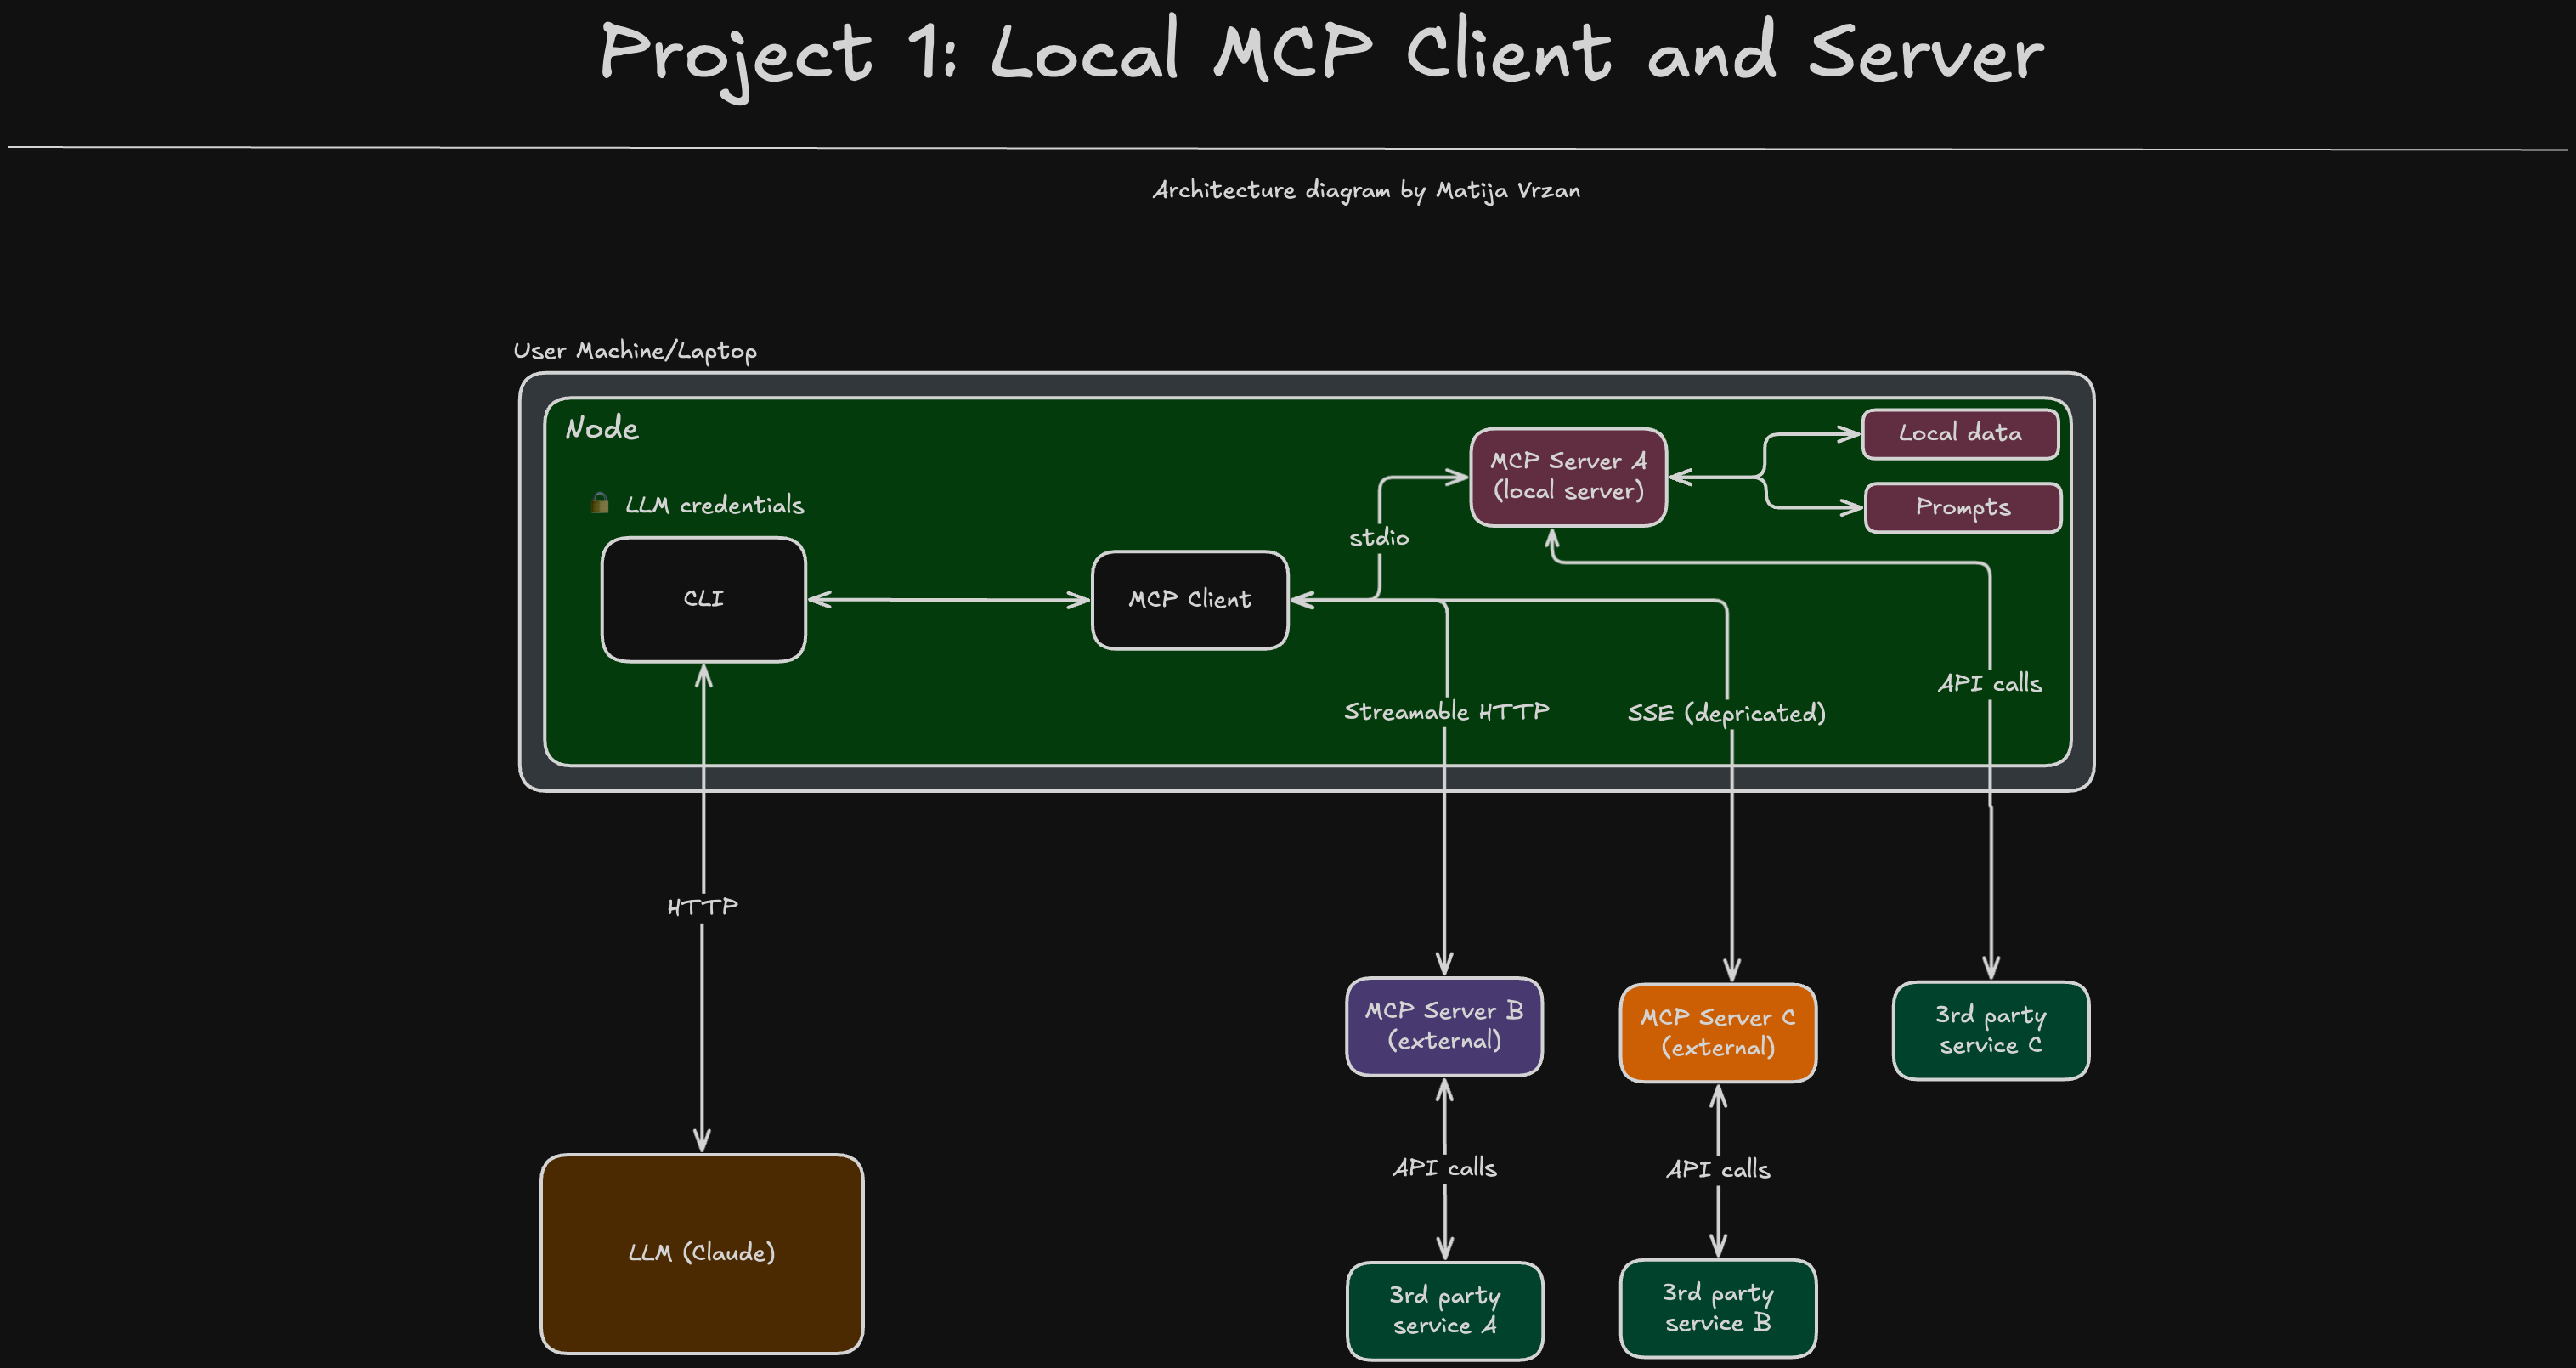 Project 1: Local MCP Client and Server
Architecture diagram by Matija Vrzan
User Machine/Laptop
Node
LLM credentials
CLI
MCP Client
stdio
MCP Server A
(local server)
Local data
Prompts
Streamable HTTP
SSE (depricated)
API calls
HTTP
LLM (Claude)
MCP Server B
(external)
MCP Server C
(external)
3rd party
service C
API calls
API calls
3rd party
service A
3rd party
service B